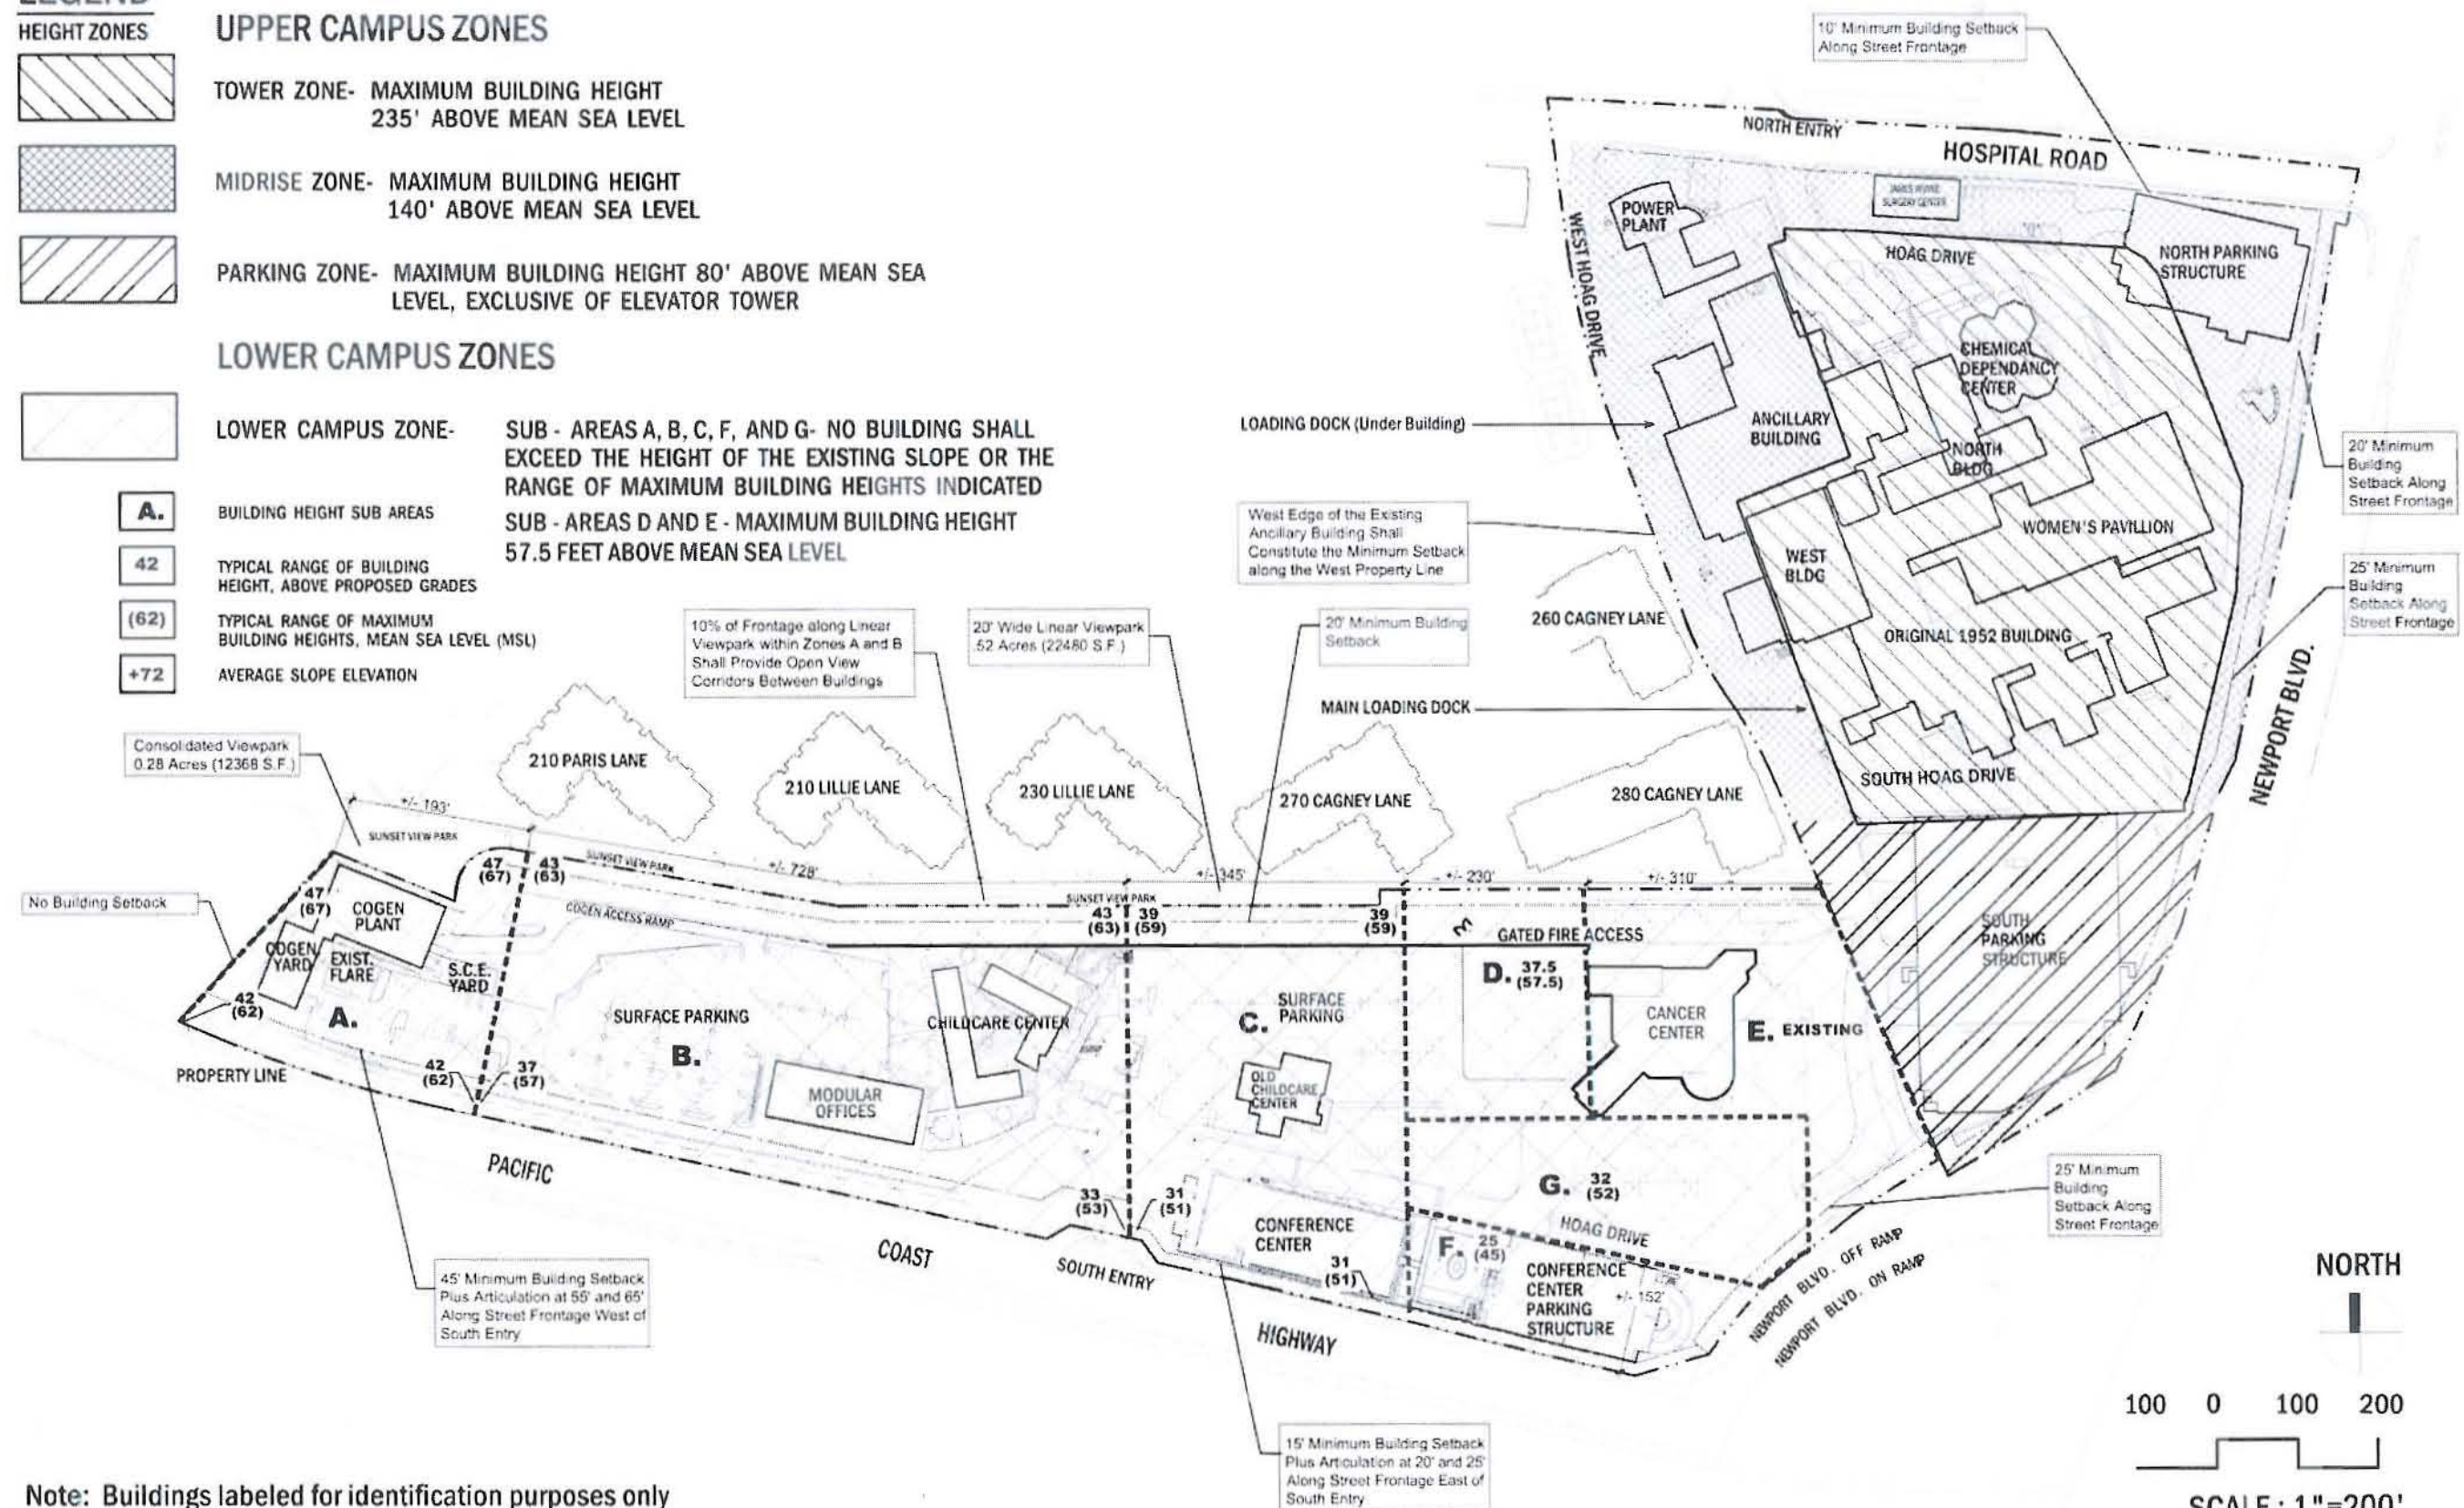 LEGEND
HEIGHT ZONES
UPPER CAMPUS ZONES
TOWER ZONE- MAXIMUM BUILDING HEIGHT
235' ABOVE MEAN SEA LEVEL
MIDRISE ZONE- MAXIMUM BUILDING HEIGHT
140' ABOVE MEAN SEA LEVEL
PARKING ZONE- MAXIMUM BUILDING HEIGHT 80' ABOVE MEAN SEA
LEVEL, EXCLUSIVE OF ELEVATOR TOWER
LOWER CAMPUS ZONES
LOWER CAMPUS ZONE-
SUB - AREAS A, B, C, F, AND G- NO BUILDING SHALL
EXCEED THE HEIGHT OF THE EXISTING SLOPE OR THE
RANGE OF MAXIMUM BUILDING HEIGHTS INDICATED
SUB - AREAS D AND E - MAXIMUM BUILDING HEIGHT
57.5 FEET ABOVE MEAN SEA LEVEL
A.
BUILDING HEIGHT SUB AREAS
42
TYPICAL RANGE OF BUILDING
HEIGHT, ABOVE PROPOSED GRADES
(62)
TYPICAL RANGE OF MAXIMUM
BUILDING HEIGHTS, MEAN SEA LEVEL (MSL)
+72
AVERAGE SLOPE ELEVATION
10' Minimum Building Setback
Along Street Frontage
NORTH ENTRY
HOSPITAL ROAD
JAMES IRVINE
SURGERY CENTER
POWER
PLANT
WEST HOAG DRIVE
HOAG DRIVE
NORTH PARKING
STRUCTURE
CHEMICAL
DEPENDANCY
CENTER
LOADING DOCK (Under Building)
ANCILLARY
BUILDING
NORTH
BLDG
20' Minimum
Building
Setback Along
Street Frontage
West Edge of the Existing
Ancillary Building Shall
Constitute the Minimum Setback
along the West Property Line
WOMEN'S PAVILLION
WEST
BLDG
25' Minimum
Building
Setback Along
Street Frontage
ORIGINAL 1952 BUILDING
10% of Frontage along Linear
Viewpark within Zones A and B
Shall Provide Open View
Corridors Between Buildings
20' Wide Linear Viewpark
.52 Acres (22480 S.F.)
20' Minimum Building
Setback
260 CAGNEY LANE
MAIN LOADING DOCK
NEWPORT BLVD.
Consolidated Viewpark
0.28 Acres (12368 S.F.)
210 PARIS LANE
210 LILLIE LANE
230 LILLIE LANE
270 CAGNEY LANE
280 CAGNEY LANE
SOUTH HOAG DRIVE
+/- 193'
SUNSET VIEW PARK
SUNSET VIEW PARK
+/- 728'
SUNSET VIEW PARK
+/- 345'
+/- 230'
+/- 310'
47
(67)
43
(63)
No Building Setback
47
(67)
COGEN
PLANT
COGEN
YARD
EXIST.
FLARE
S.C.E.
YARD
COGEN ACCESS RAMP
43
(63)
39
(59)
39
(59)
GATED FIRE ACCESS
SOUTH
PARKING
STRUCTURE
42
(62)
A.
SURFACE PARKING
B.
CHILDCARE CENTER
MODULAR
OFFICES
C.
SURFACE
PARKING
OLD
CHILDCARE
CENTER
D.
37.5
(57.5)
CANCER
CENTER
E. EXISTING
PROPERTY LINE
42
(62)
37
(57)
PACIFIC
COAST
HIGHWAY
33
(53)
31
(51)
SOUTH ENTRY
CONFERENCE
CENTER
31
(51)
G.
32
(52)
HOAG DRIVE
F.
25
(45)
CONFERENCE
CENTER
PARKING
STRUCTURE
+/- 152'
25' Minimum
Building
Setback Along
Street Frontage
NEWPORT BLVD. OFF RAMP
NEWPORT BLVD. ON RAMP
45' Minimum Building Setback
Plus Articulation at 55' and 65'
Along Street Frontage West of
South Entry
15' Minimum Building Setback
Plus Articulation at 20' and 25'
Along Street Frontage East of
South Entry
NORTH
100 0 100 200
SCALE: 1"=200'
Note: Buildings labeled for identification purposes only